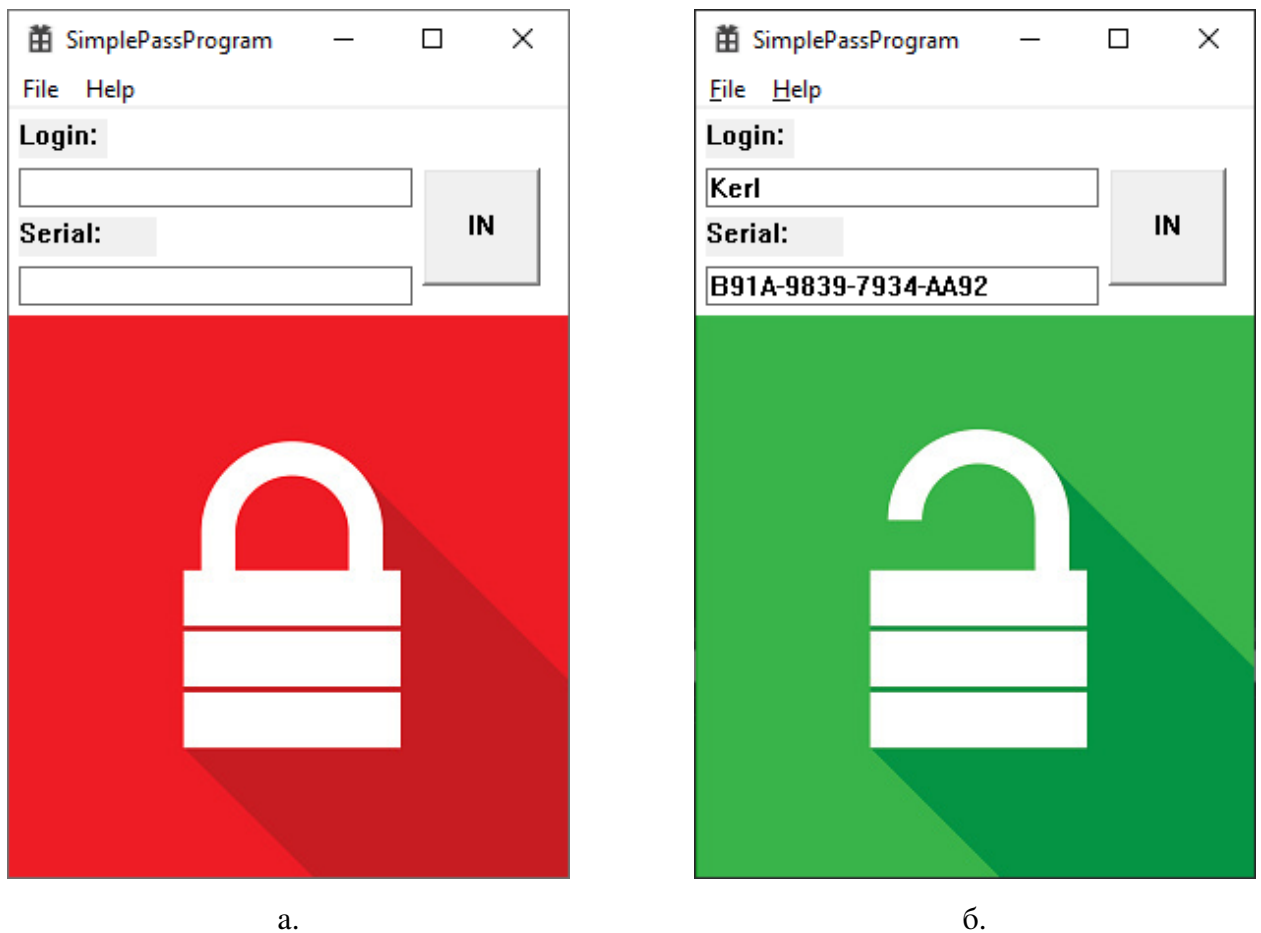 SimplePassProgram
File Help
Login:
IN
Serial:
а.
SimplePassProgram
File Help
Login:
Kerl
IN
Serial:
B91A-9839-7934-AA92
б.